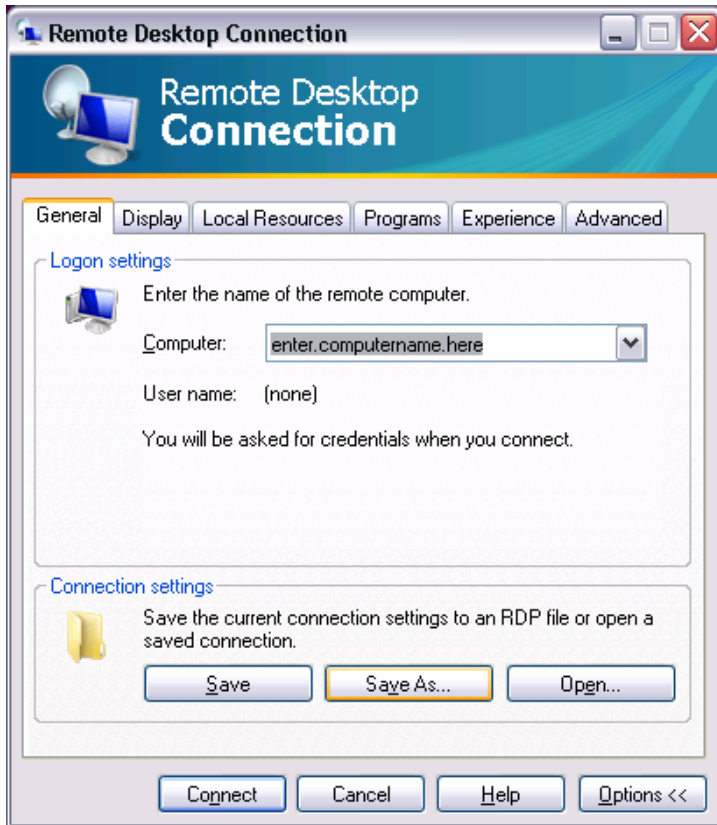 Remote Desktop Connection
Remote Desktop
Connection
General Display Local Resources Programs Experience Advanced
Logon settings
Enter the name of the remote computer.
Computer: enter.computername.here
User name: (none)
You will be asked for credentials when you connect.
Connection settings
Save the current connection settings to an RDP file or open a
saved connection.
Save Save As... Open...
Connect Cancel Help Options <<